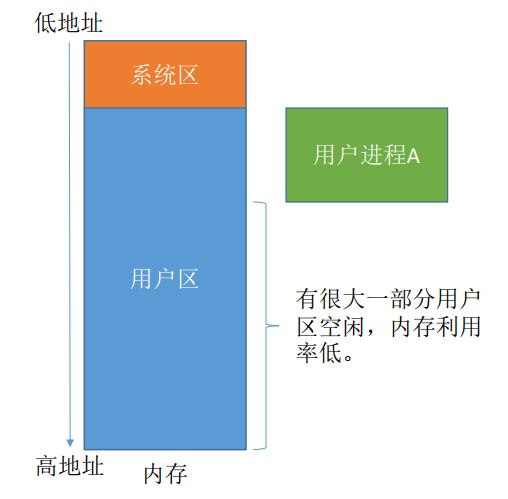 低地址
系统区
用户进程A
用户区
有很大一部分用户
区空闲，内存利用
率低。
高地址
内存